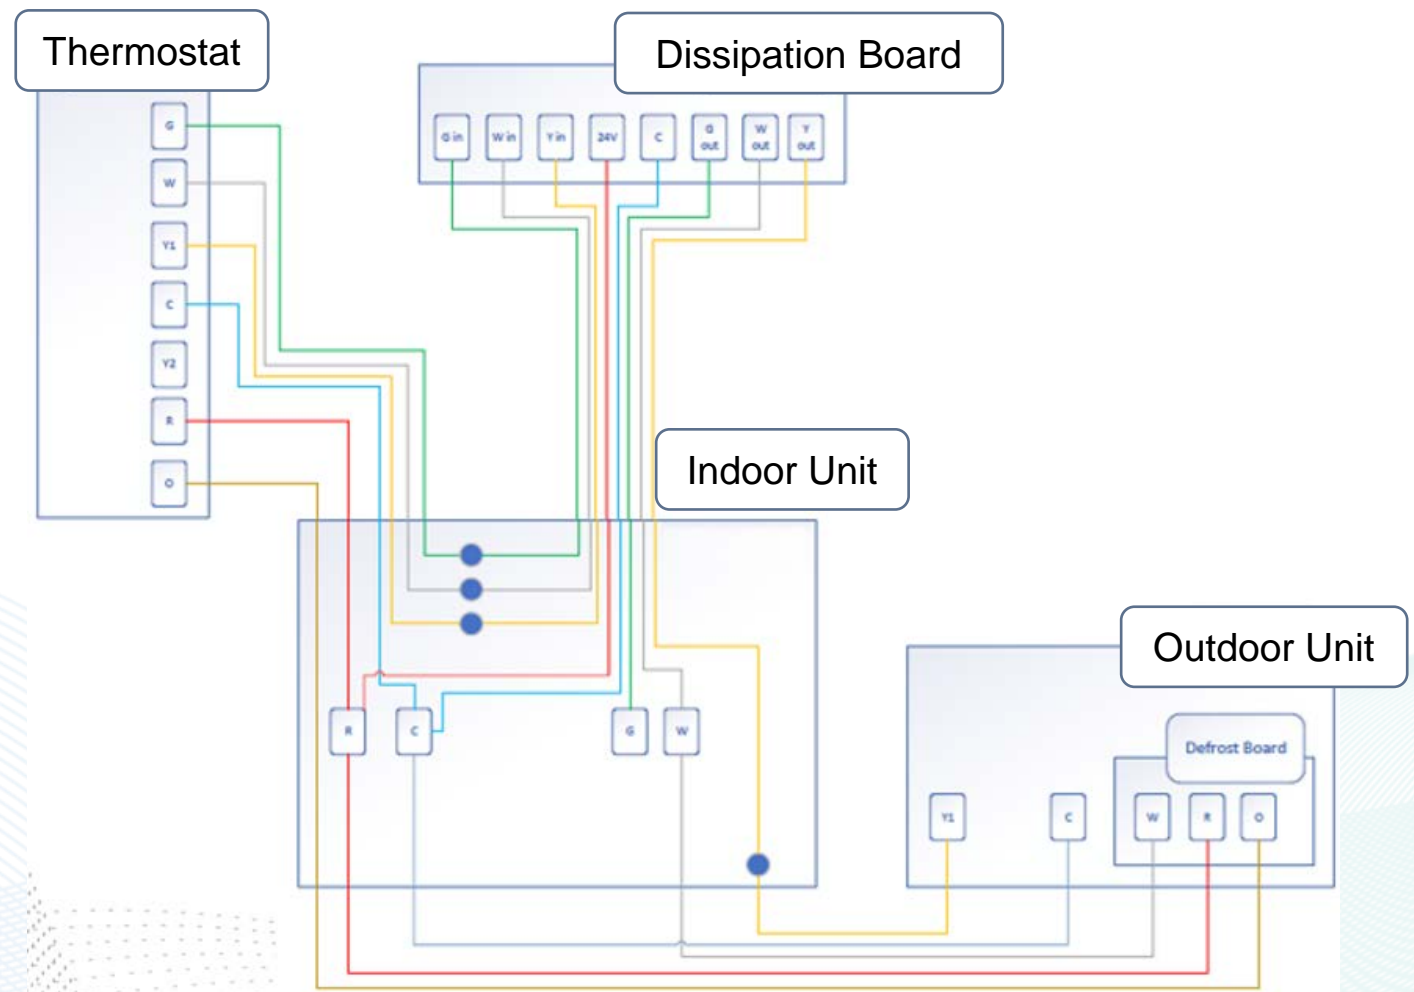 Thermostat
Dissipation Board
G in
W in
Y in
24V
C
G
out
W
out
Y
out
G
W
Y1
C
Y2
R
O
Indoor Unit
R
C
G
W
Outdoor Unit
Defrost Board
Y1
C
W
R
O